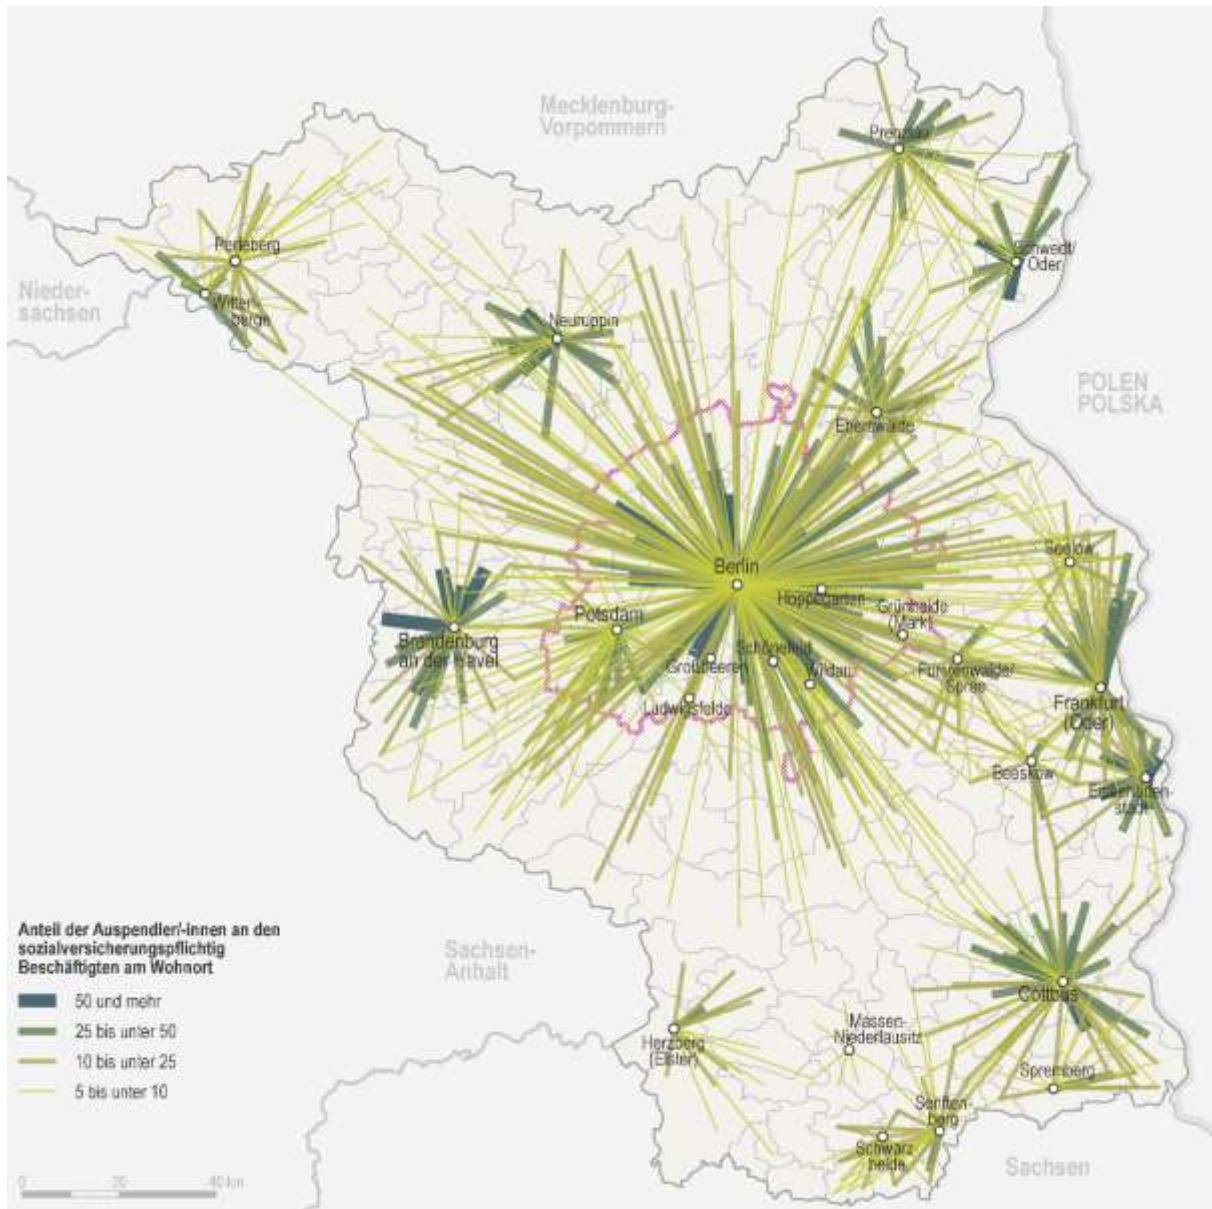 Mecklenburg-
Vorpommern
Prenzlau
Perleberg
Schwedt/
Oder
Nieder-
sachsen
Witten-
berge
Neuruppin
POLEN
POLSKA
Eberswalde
Berlin
Seelow
Hoppegarten
Grünheide
(Mark)
Potsdam
Brandenburg
an der Havel
Schönefeld
Großbeeren
Wildau
Fürstenwalde/
Spree
Ludwigsfelde
Frankfurt
(Oder)
Beeskow
Eisenhütten-
stadt
Anteil der Auspendler/-innen an den
sozialversicherungspflichtig
Beschäftigten am Wohnort
50 und mehr
25 bis unter 50
10 bis unter 25
5 bis unter 10
Sachsen-
Anhalt
Cottbus
Massen-
Niederlausitz
Herzberg
(Elster)
Spremberg
Senften-
berg
Schwarz
heide
Sachsen
0 20 40 km